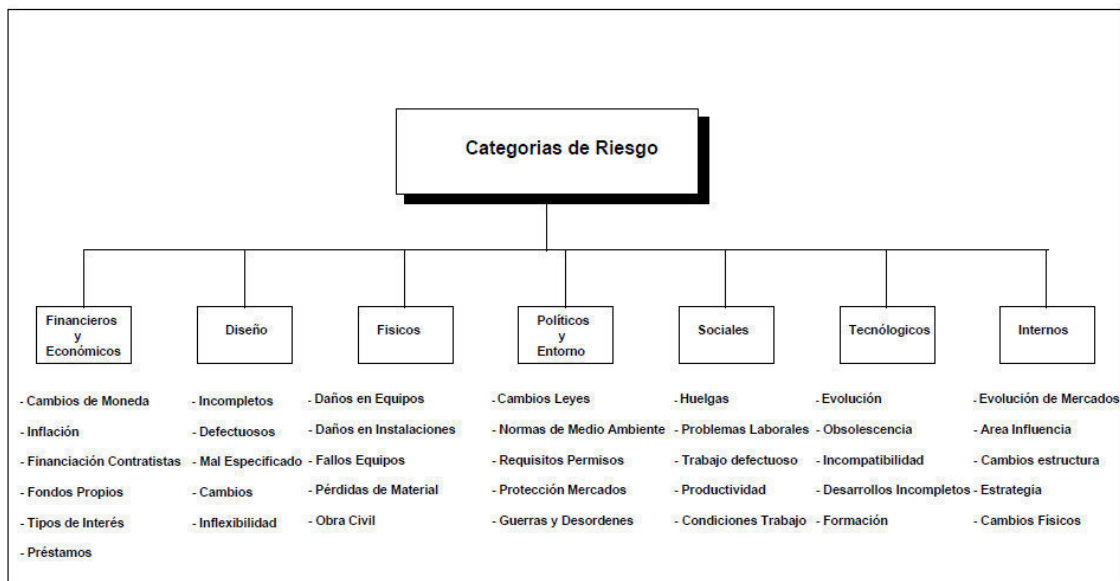 Categorias de Riesgo
Financieros
y
Económicos
Diseño
Fisicos
Políticos
y
Entorno
Sociales
Tecnólogicos
Internos
- Cambios de Moneda
- Inflación
- Financiación Contratistas
- Fondos Propios
- Tipos de Interés
- Préstamos
- Incompletos
- Defectuosos
- Mal Especificado
- Cambios
- Inflexibilidad
- Daños en Equipos
- Daños en Instalaciones
- Fallos Equipos
- Pérdidas de Material
- Obra Civil
- Cambios Leyes
- Normas de Medio Ambiente
- Requisitos Permisos
- Protección Mercados
- Guerras y Desordenes
- Huelgas
- Problemas Laborales
- Trabajo defectuoso
- Productividad
- Condiciones Trabajo
- Evolución
- Obsolescencia
- Incompatibilidad
- Desarrollos Incompletos
- Formación
- Evolución de Mercados
- Area Influencia
- Cambios estructura
- Estrategia
- Cambios Físicos